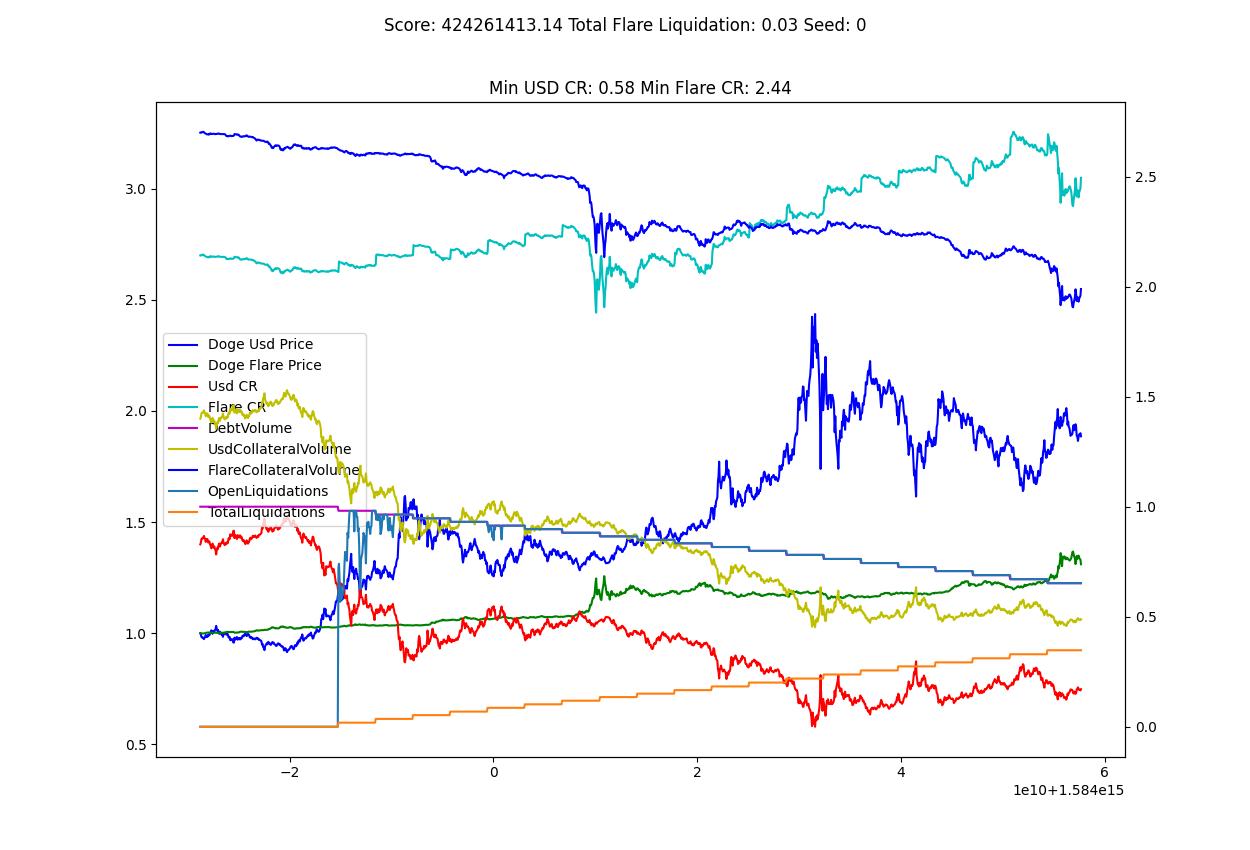 Score: 424261413.14 Total Flare Liquidation: 0.03 Seed: 0
Min USD CR: 0.58 Min Flare CR: 2.44
3.0
2.5
2.0
1.5
1.0
0.5
2.5
2.0
1.5
1.0
0.5
0.0
Doge Usd Price
Doge Flare Price
Usd CR
Flare CR
DebtVolume
UsdCollateralVolume
FlareCollateralVolume
OpenLiquidations
TotalLiquidations
−2 0 2 4 6
1e10+1.584e15